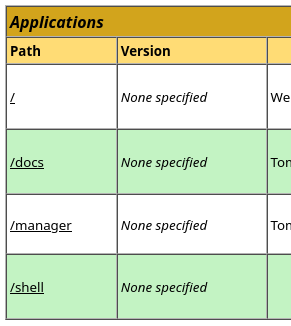 Applications
Path Version
/ None specified We
/docs None specified Tom
/manager None specified Tom
/shell None specified